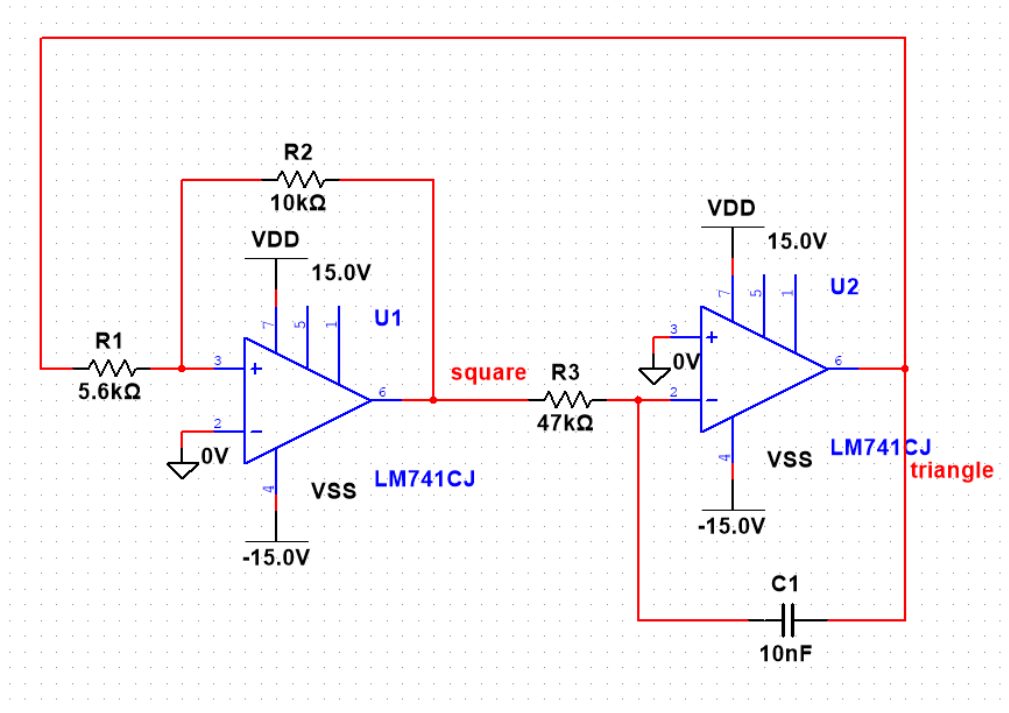 R2
10kΩ
VDD
15.0V
VDD
15.0V
7
5
1
U1
7
5
1
U2
R1
5.6kΩ
3
+
6
square
R3
47kΩ
3
+
0V
6
2
−
0V
2
−
4
VSS
LM741CJ
-15.0V
4
VSS
LM741CJ
triangle
-15.0V
C1
10nF